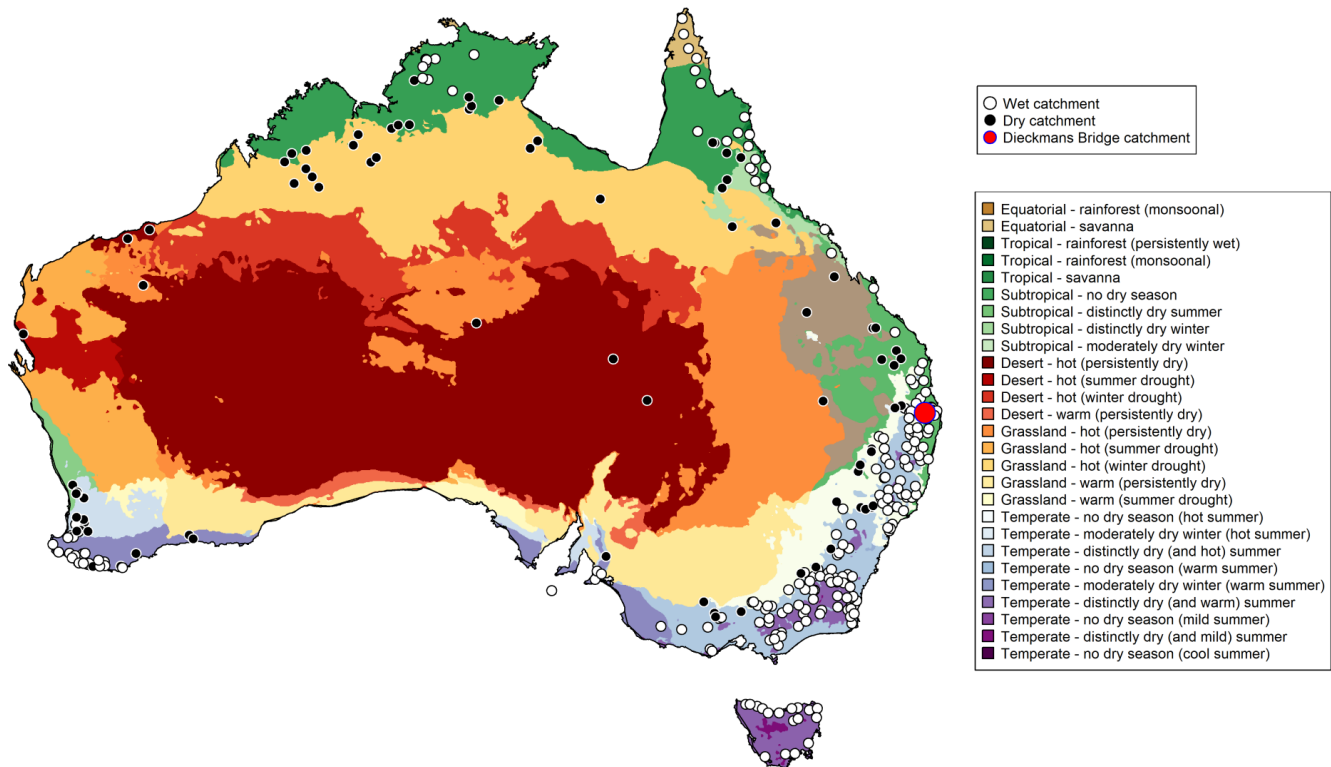 Wet catchment
Dry catchment
Dieckmans Bridge catchment
Equatorial - rainforest (monsoonal)
Equatorial - savanna
Tropical - rainforest (persistently wet)
Tropical - rainforest (monsoonal)
Tropical - savanna
Subtropical - no dry season
Subtropical - distinctly dry summer
Subtropical - distinctly dry winter
Subtropical - moderately dry winter
Desert - hot (persistently dry)
Desert - hot (summer drought)
Desert - hot (winter drought)
Desert - warm (persistently dry)
Grassland - hot (persistently dry)
Grassland - hot (summer drought)
Grassland - hot (winter drought)
Grassland - warm (persistently dry)
Grassland - warm (summer drought)
Temperate - no dry season (hot summer)
Temperate - moderately dry winter (hot summer)
Temperate - distinctly dry (and hot) summer
Temperate - no dry season (warm summer)
Temperate - moderately dry winter (warm summer)
Temperate - distinctly dry (and warm) summer
Temperate - no dry season (mild summer)
Temperate - distinctly dry (and mild) summer
Temperate - no dry season (cool summer)